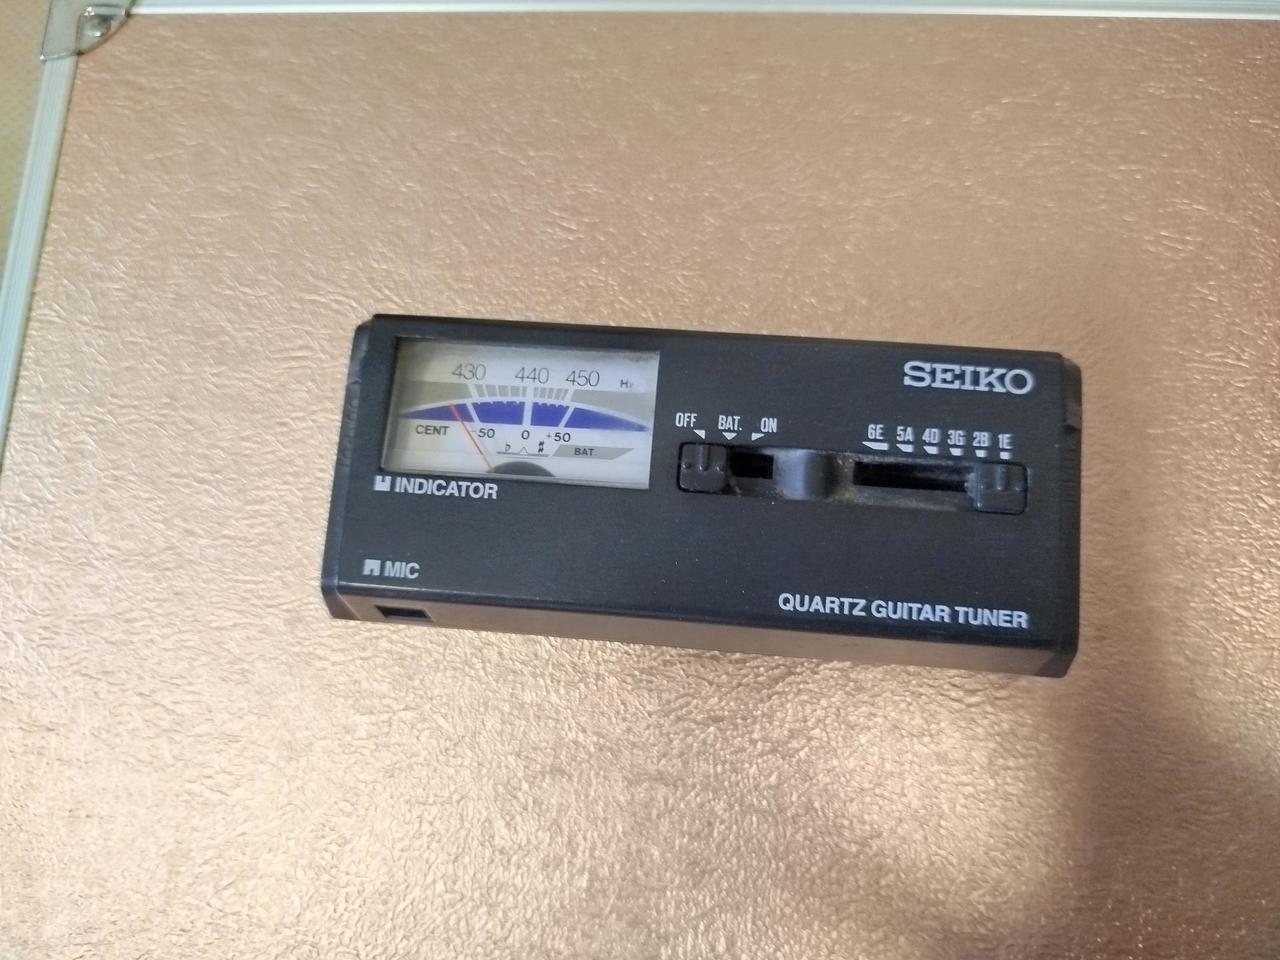 430 440 450 Hz
CENT -50 0 +50
♭ ♯ BAT.
INDICATOR
MIC
OFF BAT. ON
SEIKO
6E 5A 4D 3G 2B 1E
QUARTZ GUITAR TUNER